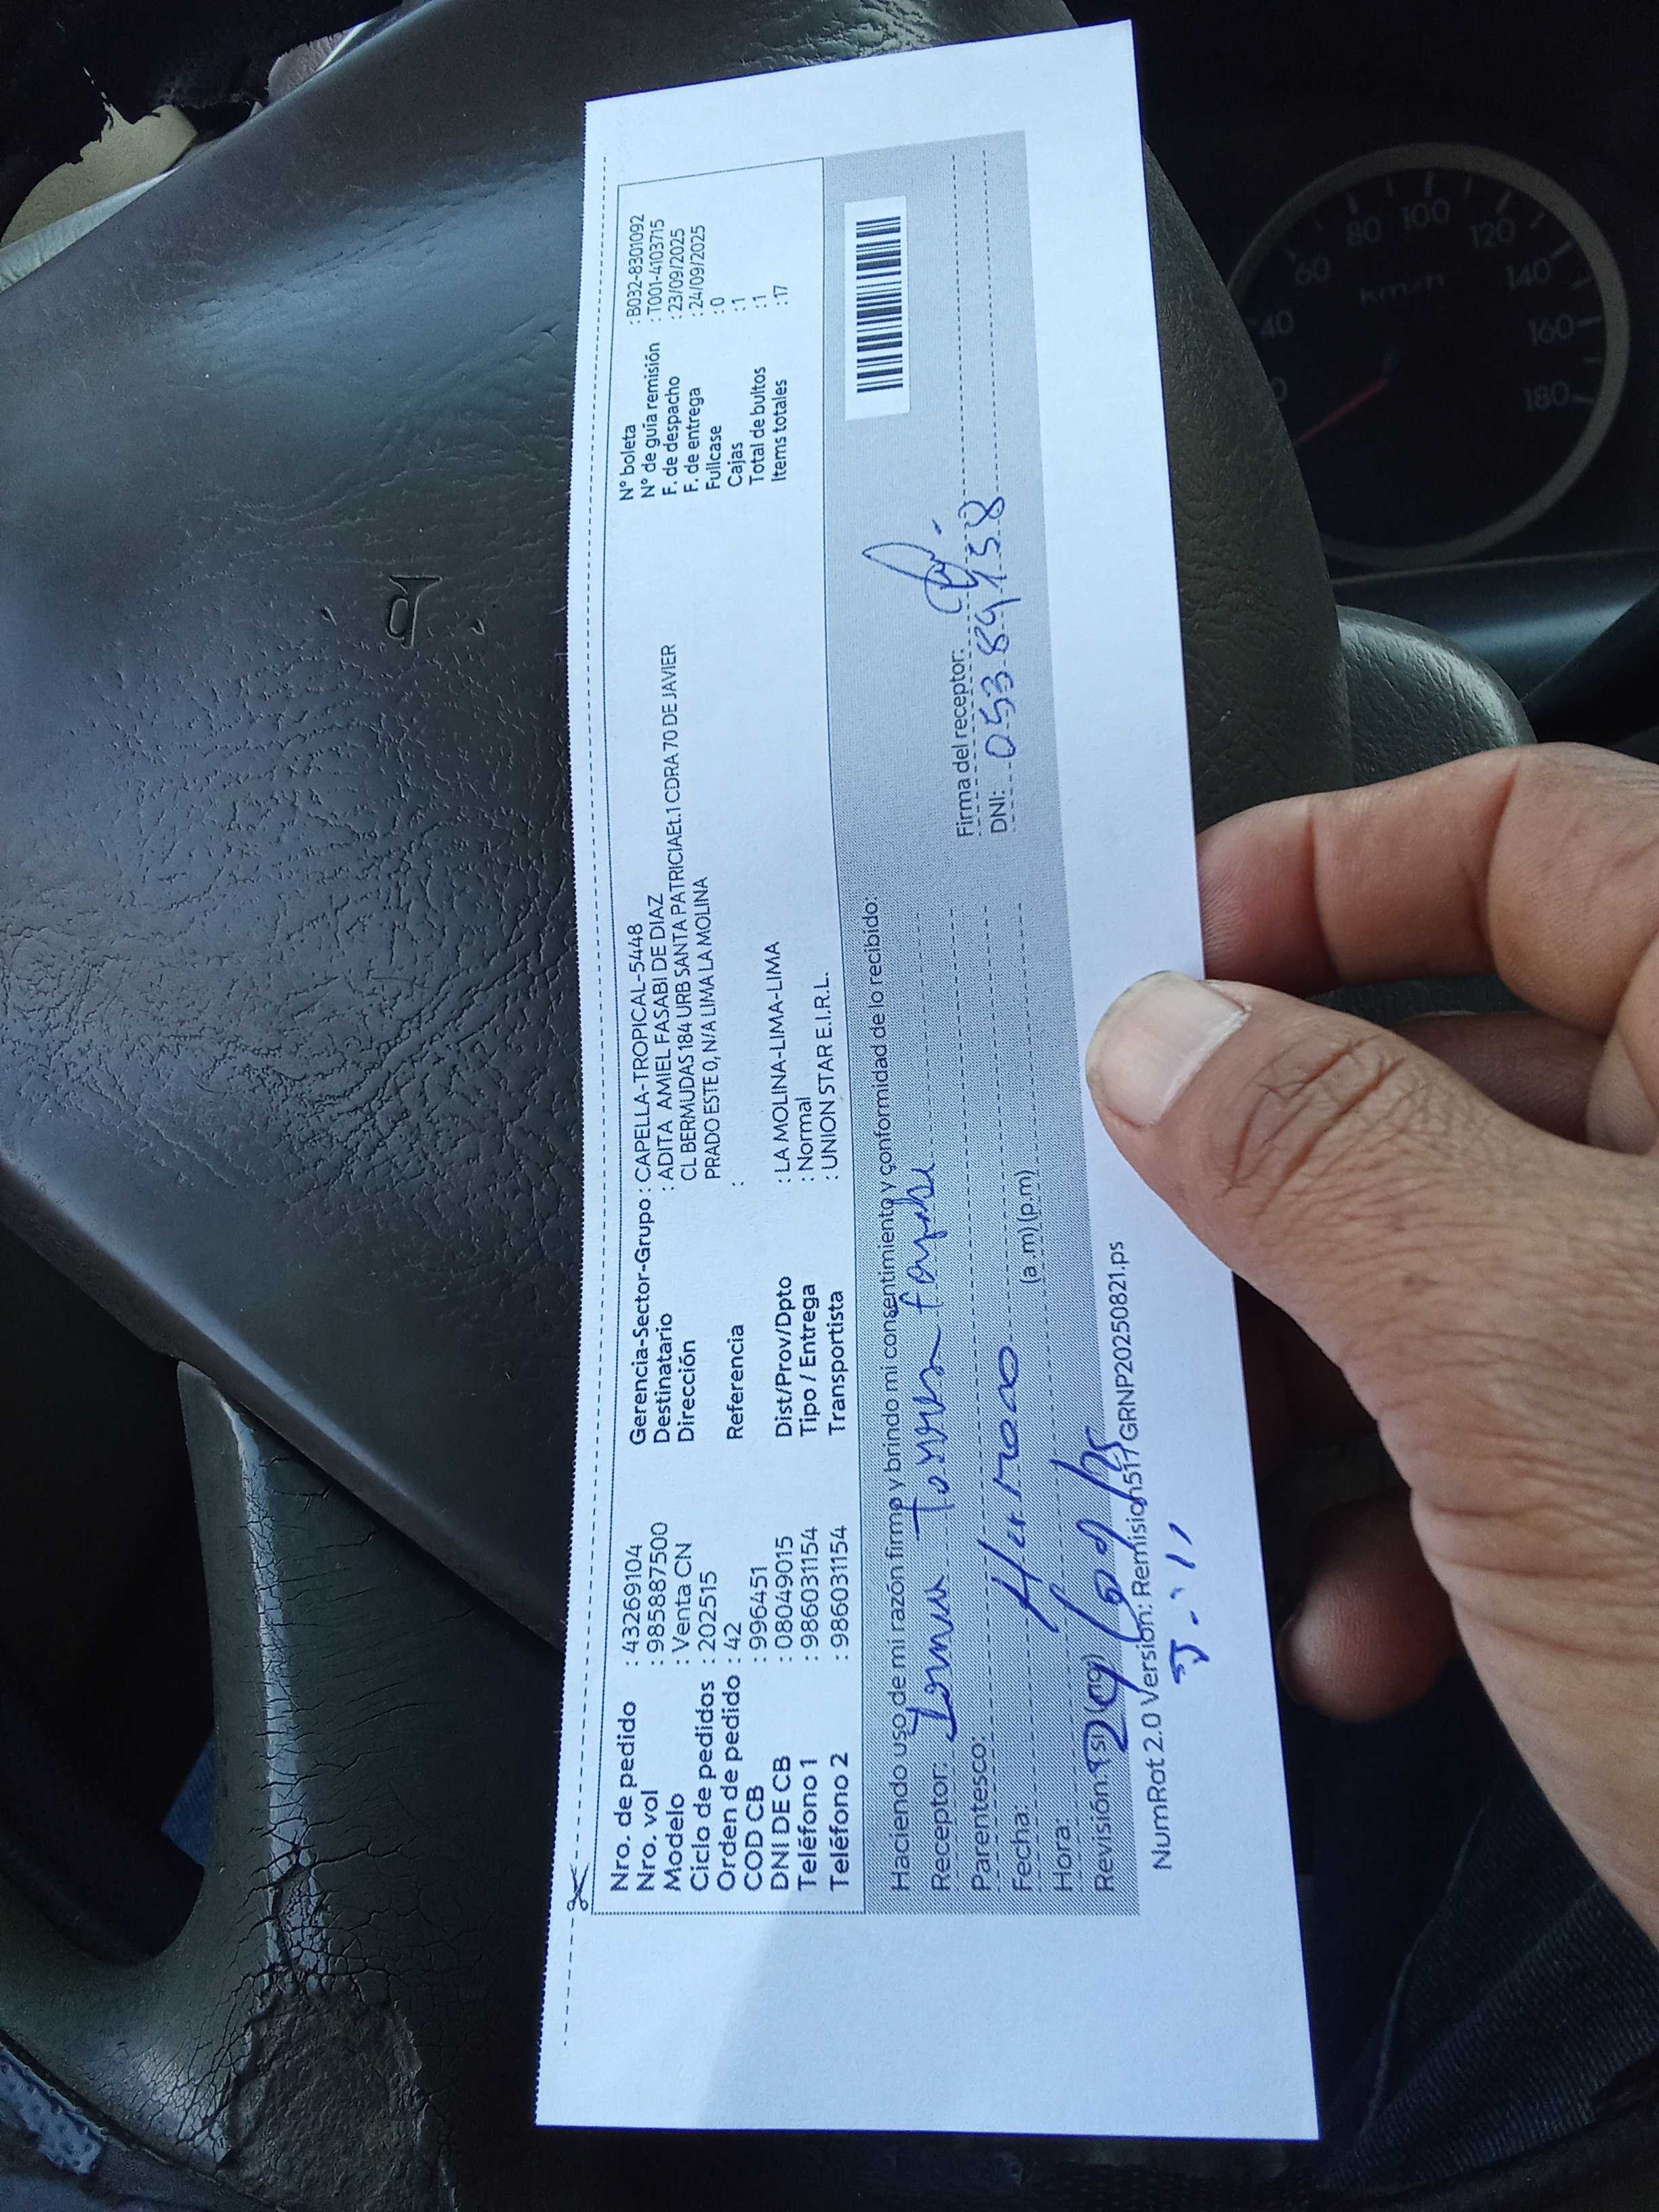 Nro. de pedido : 43269104
Nro. vol : 985887500
Modelo : Venta CN
Ciclo de pedidos : 202515
Orden de pedido : 42
COD CB : 996451
DNI DE CB : 08049015
Teléfono 1 : 986031154
Teléfono 2 : 986031154
Gerencia-Sector-Grupo : CAPELLA-TROPICAL-5448
Destinatario : ADITA AMIEL FASABI DE DIAZ
Dirección CL BERMUDAS 184 URB SANTA PATRICIAEt.1 CDRA 70 DE JAVIER
PRADO ESTE 0, N/A LIMA LA MOLINA
Referencia :
Dist/Prov/Dpto : LA MOLINA-LIMA-LIMA
Tipo / Entrega : Normal
Transportista : UNION STAR E.I.R.L.
N° boleta : B032-8301092
N° de guía remisión : T001-4103715
F. de despacho : 23/09/2025
F. de entrega : 24/09/2025
Fullcase : 0
Cajas : 1
Total de bultos : 1
Items totales : 17
Haciendo uso de mi razón firmo y brindo mi consentimiento y conformidad de lo recibido:
Receptor:
Parentesco: Hermano
Fecha:
Hora: (a .m) (p.m)
Revisión:
Firma del receptor:
DNI:
NumRot 2.0 Versión: Remision517GRNP20250821.ps